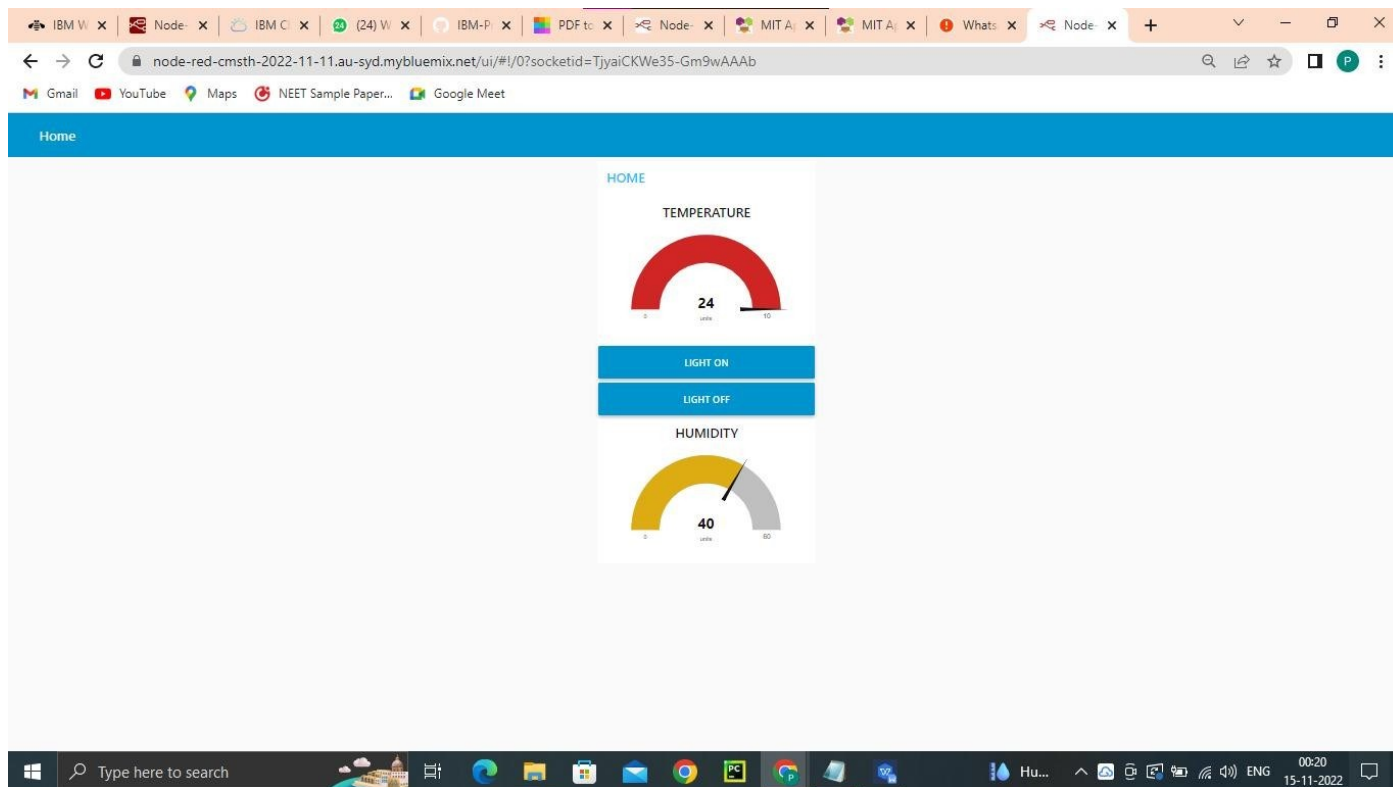 IBM W Node- IBM Cl (24) W IBM-P PDF to Node- MIT A MIT A Whats Node-
node-red-cmsth-2022-11-11.au-syd.mybluemix.net/ui/#!/0?socketid=TjyaiCKWe35-Gm9wAAAb P
Gmail YouTube Maps NEET Sample Paper... Google Meet
Home
HOME
TEMPERATURE
24
0 units 10
LIGHT ON
LIGHT OFF
HUMIDITY
40
0 units 60
Type here to search Hu... ENG 00:20
15-11-2022